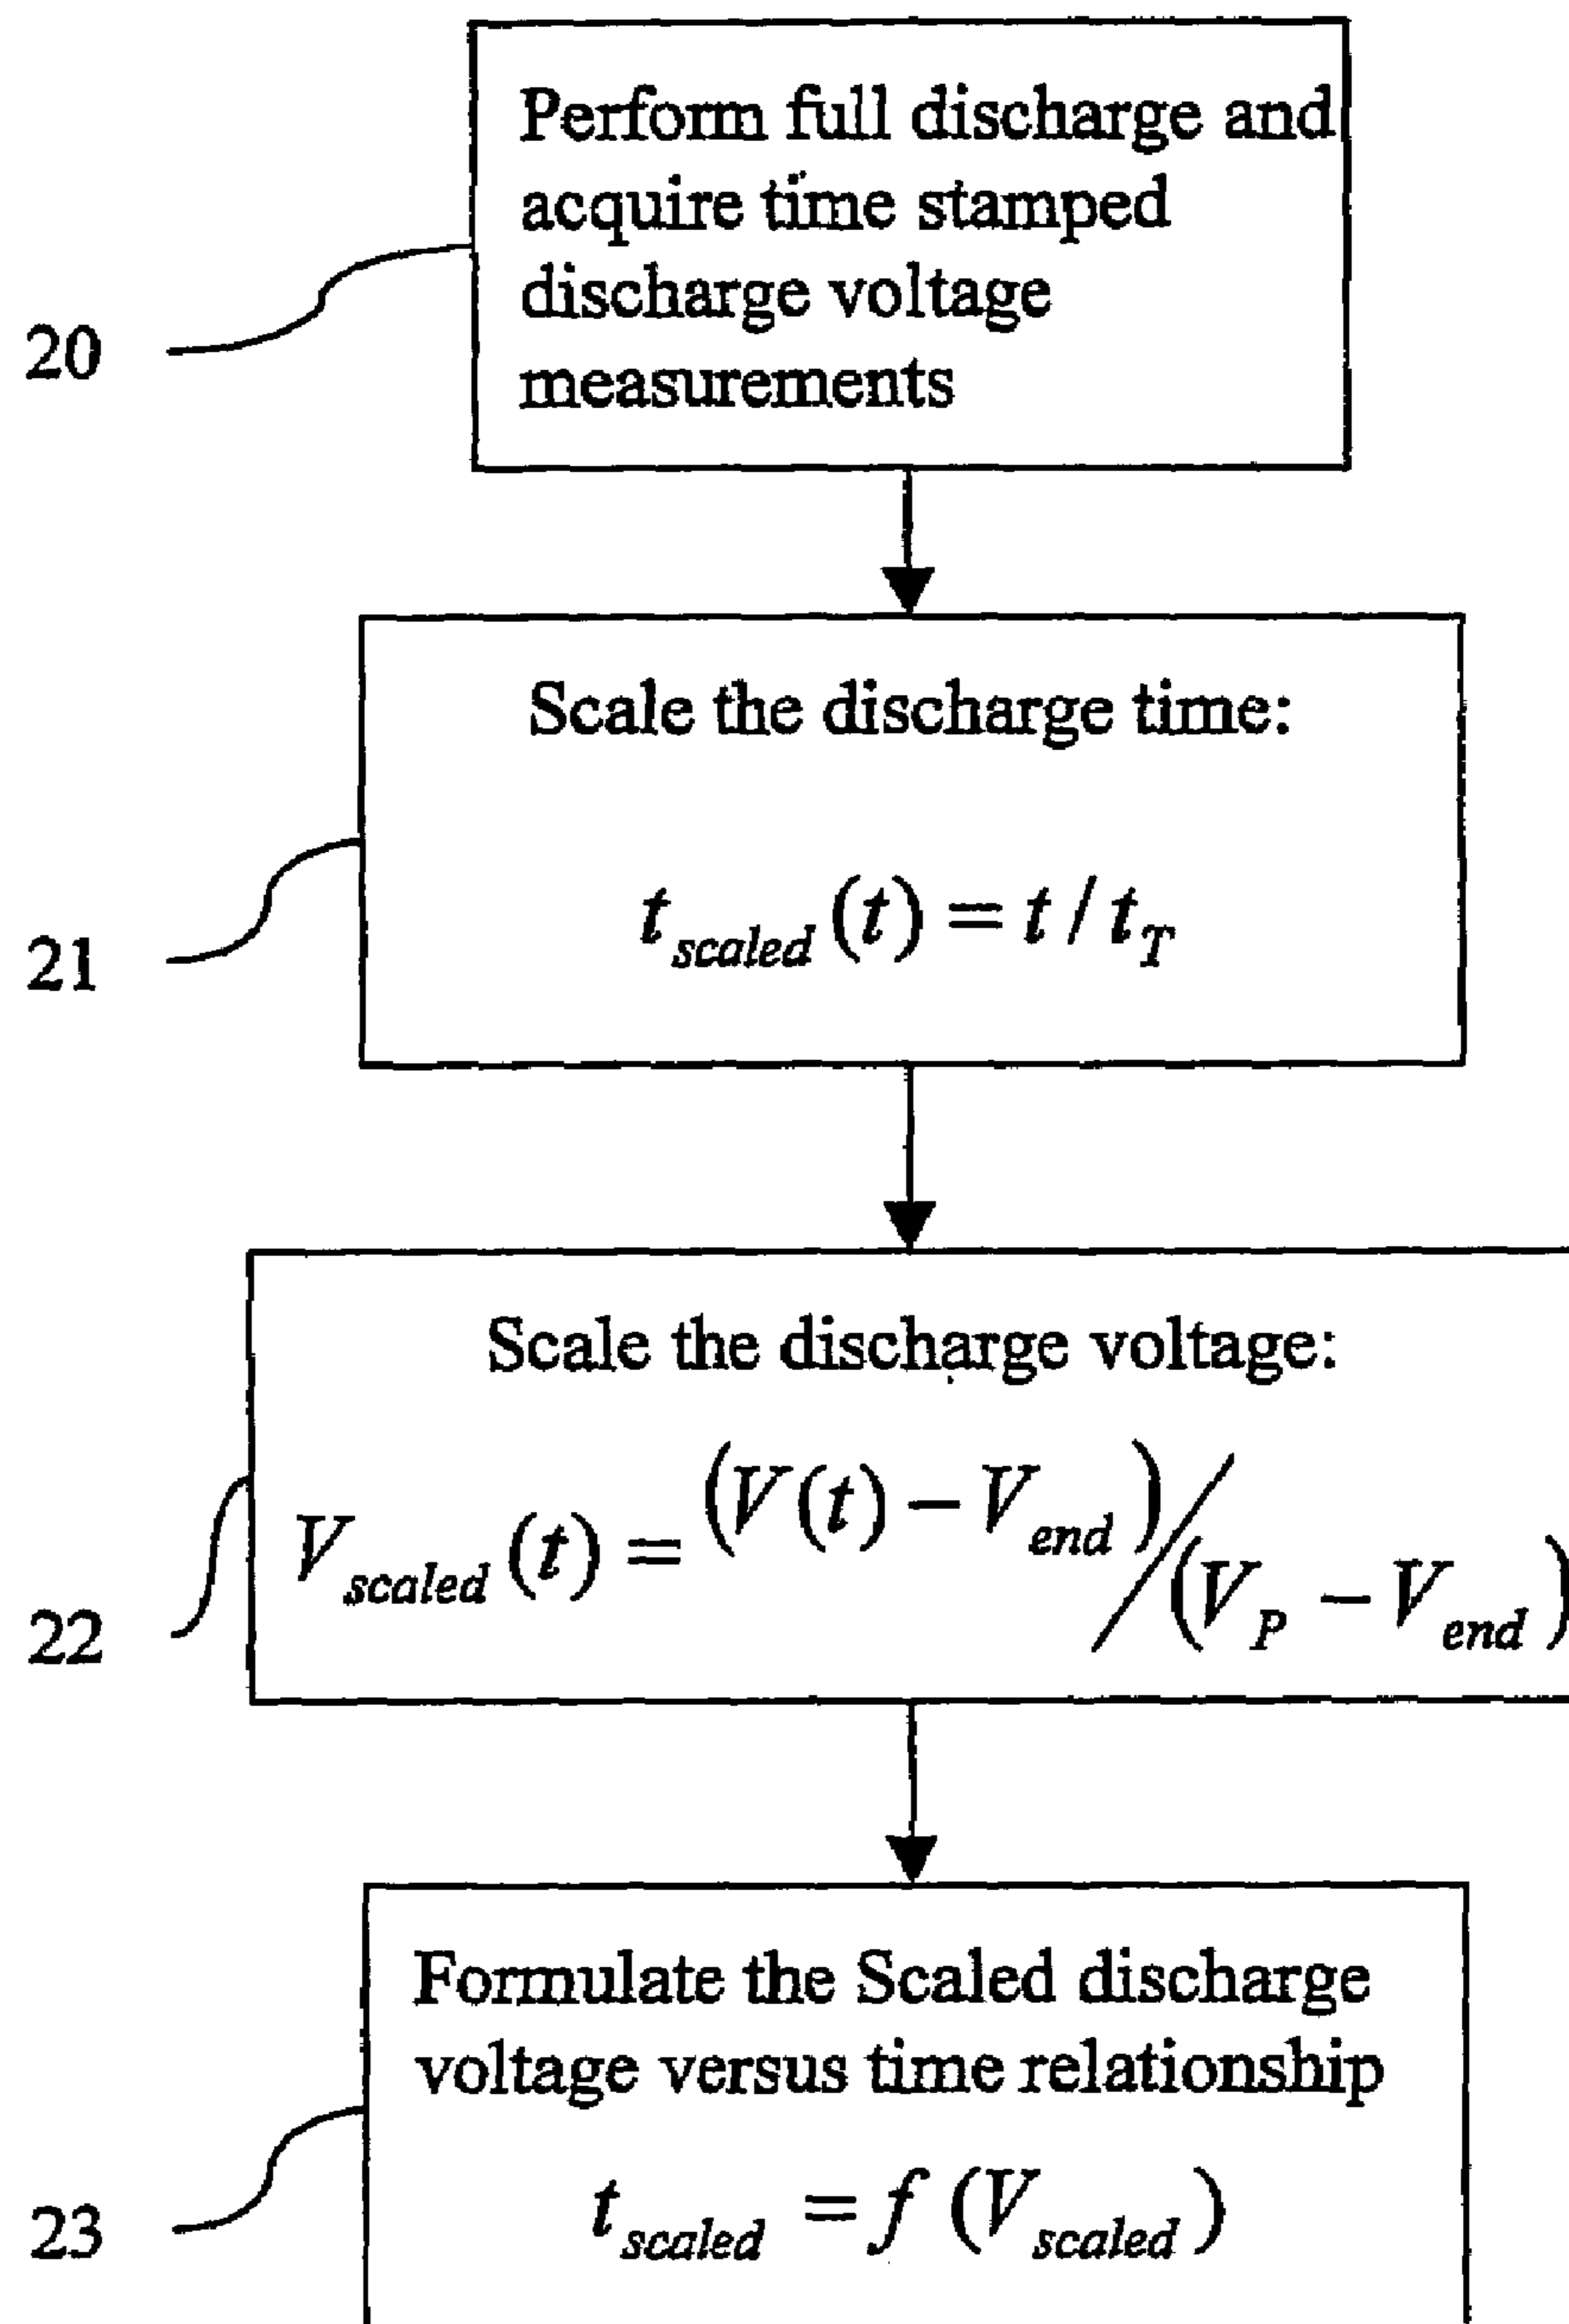 Perform full discharge and
acquire time stamped
discharge voltage
measurements
20
Scale the discharge time:
t_scaled (t) = t / t_T
21
Scale the discharge voltage:
V_scaled (t) = (V(t) − V_end) / (V_P − V_end)
22
Formulate the Scaled discharge
voltage versus time relationship
t_scaled = f (V_scaled)
23